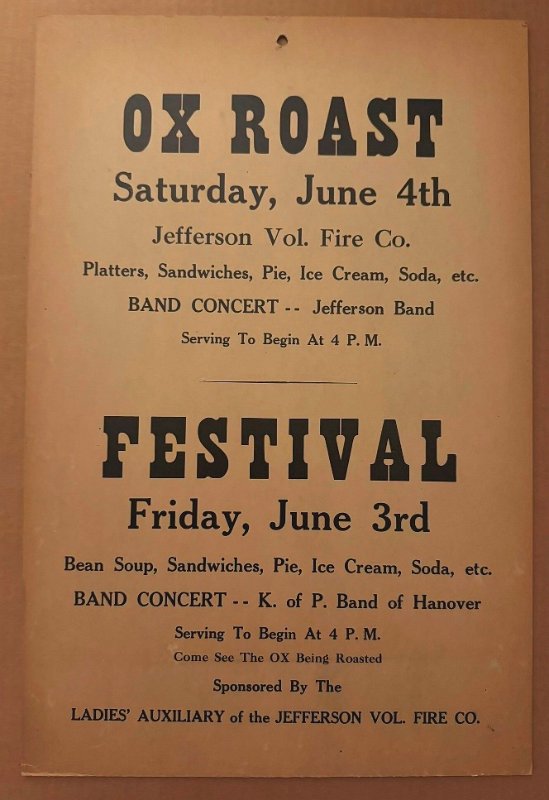 OX ROAST
Saturday, June 4th
Jefferson Vol. Fire Co.
Platters, Sandwiches, Pie, Ice Cream, Soda, etc.
BAND CONCERT -- Jefferson Band
Serving To Begin At 4 P. M.
FESTIVAL
Friday, June 3rd
Bean Soup, Sandwiches, Pie, Ice Cream, Soda, etc.
BAND CONCERT -- K. of P. Band of Hanover
Serving To Begin At 4 P. M.
Come See The OX Being Roasted
Sponsored By The
LADIES' AUXILIARY of the JEFFERSON VOL. FIRE CO.